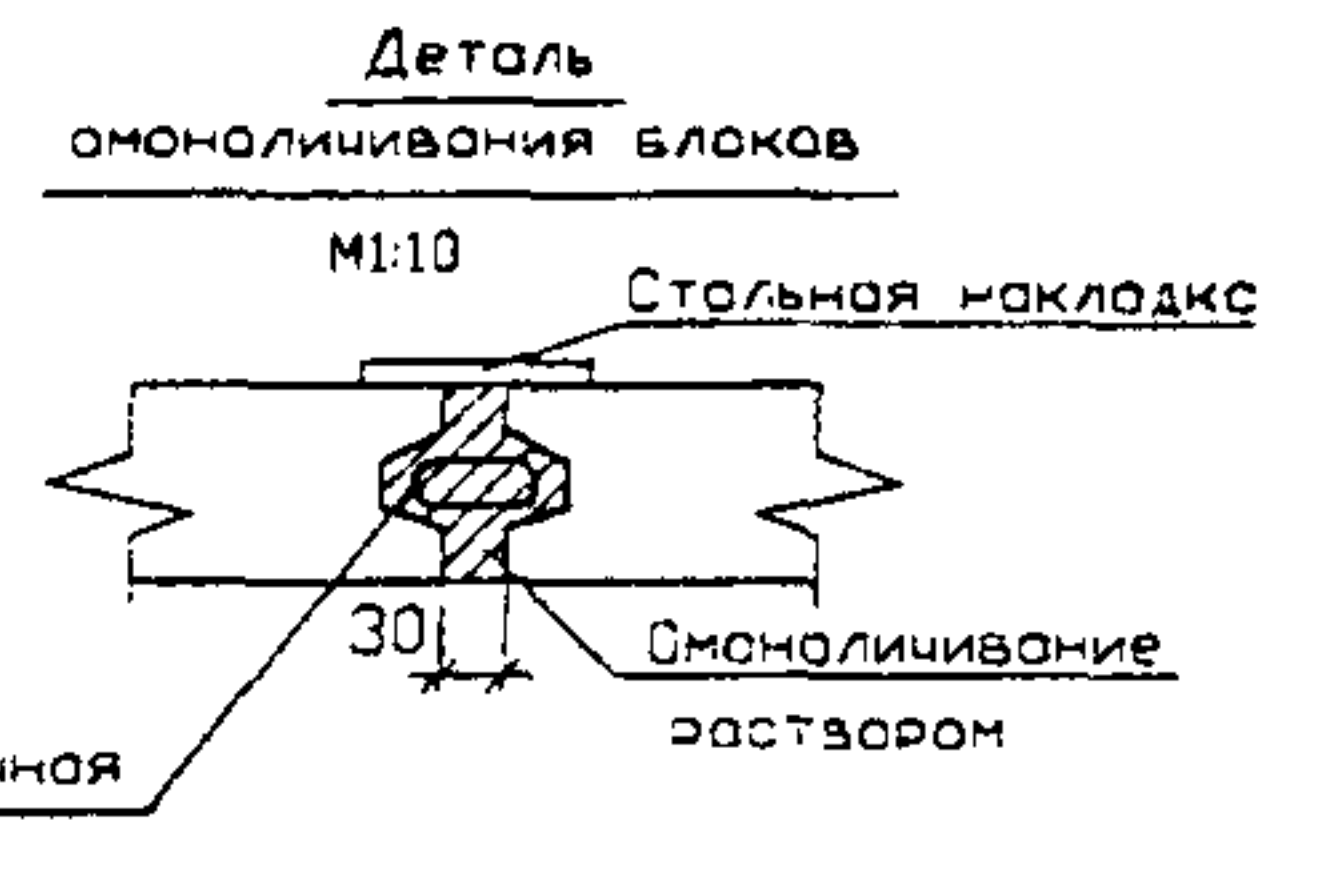 Деталь
омоноличивания блоков
М1:10
Стальная накладка
30
Омоноличивание
раствором